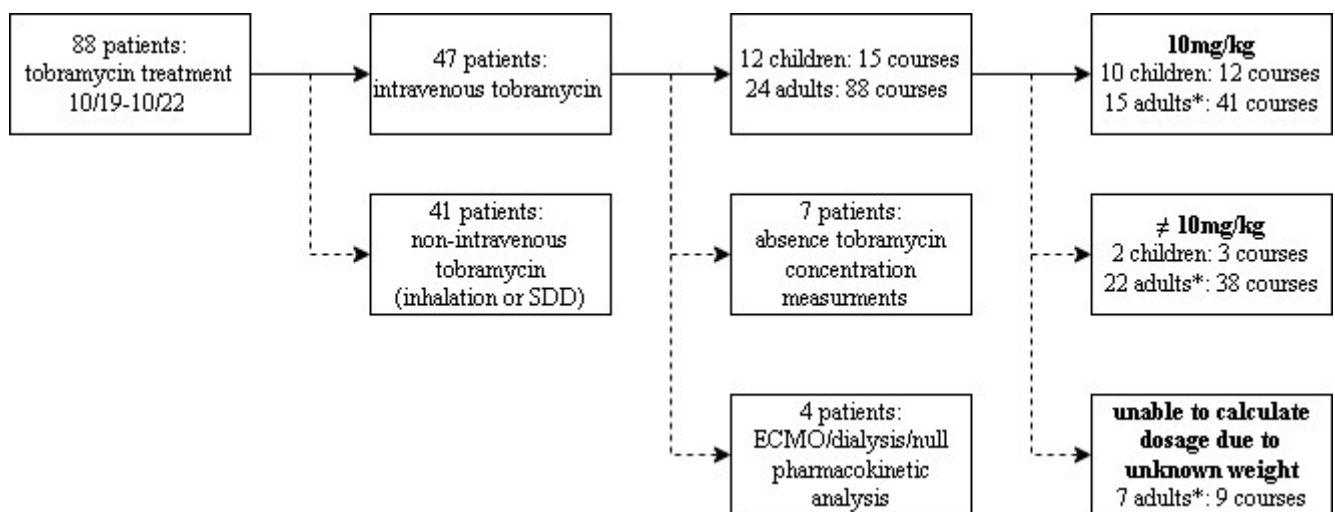 88 patients:
tobramycin treatment
10/19-10/22
47 patients:
intravenous tobramycin
12 children: 15 courses
24 adults: 88 courses
10mg/kg
10 children: 12 courses
15 adults*: 41 courses
41 patients:
non-intravenous
tobramycin
(inhalation or SDD)
7 patients:
absence tobramycin
concentration
measurments
≠ 10mg/kg
2 children: 3 courses
22 adults*: 38 courses
4 patients:
ECMO/dialysis/null
pharmacokinetic
analysis
unable to calculate
dosage due to
unknown weight
7 adults*: 9 courses